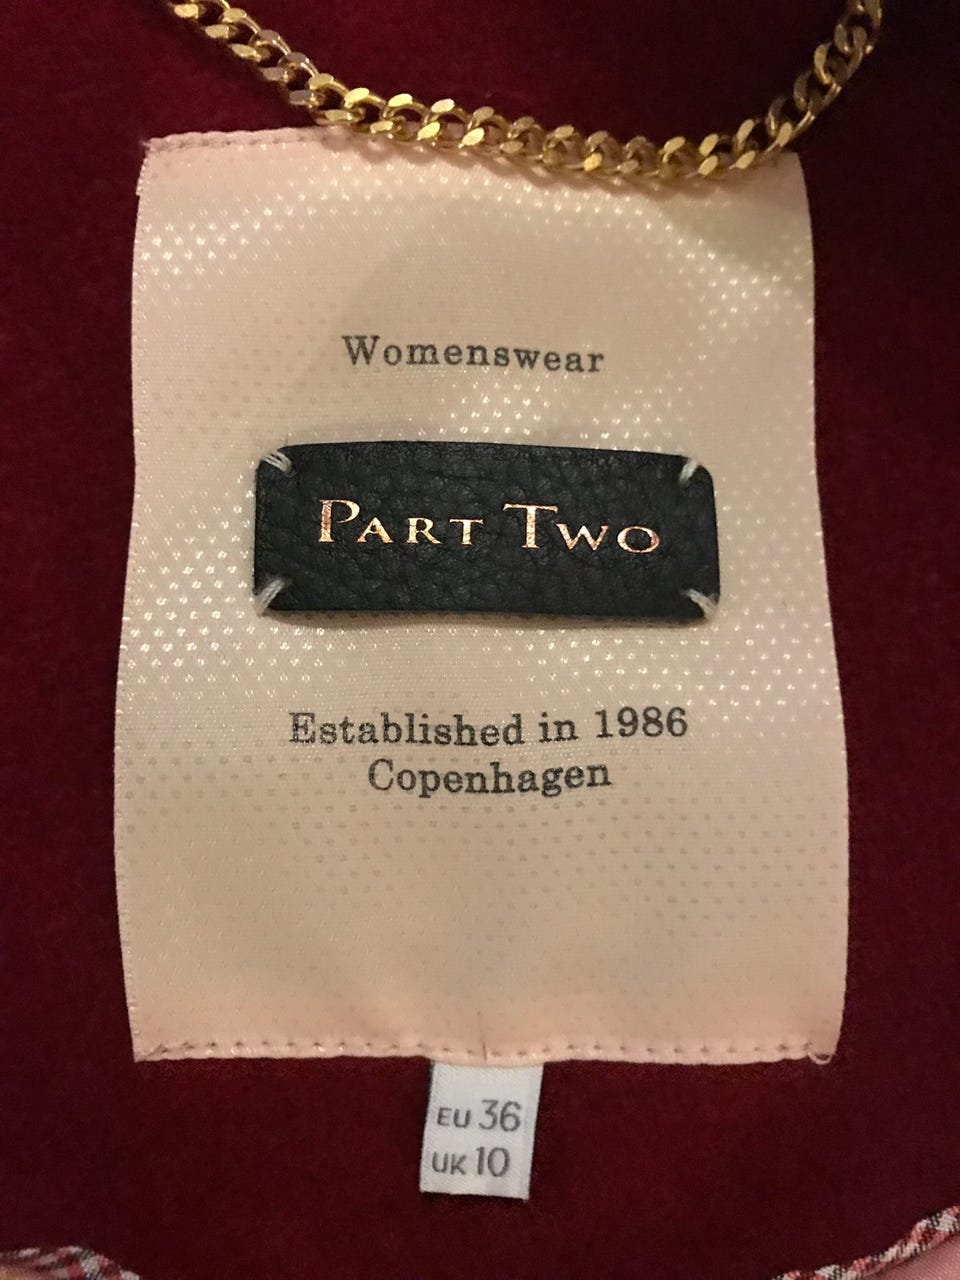 Womenswear
PART TWO
Established in 1986
Copenhagen
EU 36
UK 10